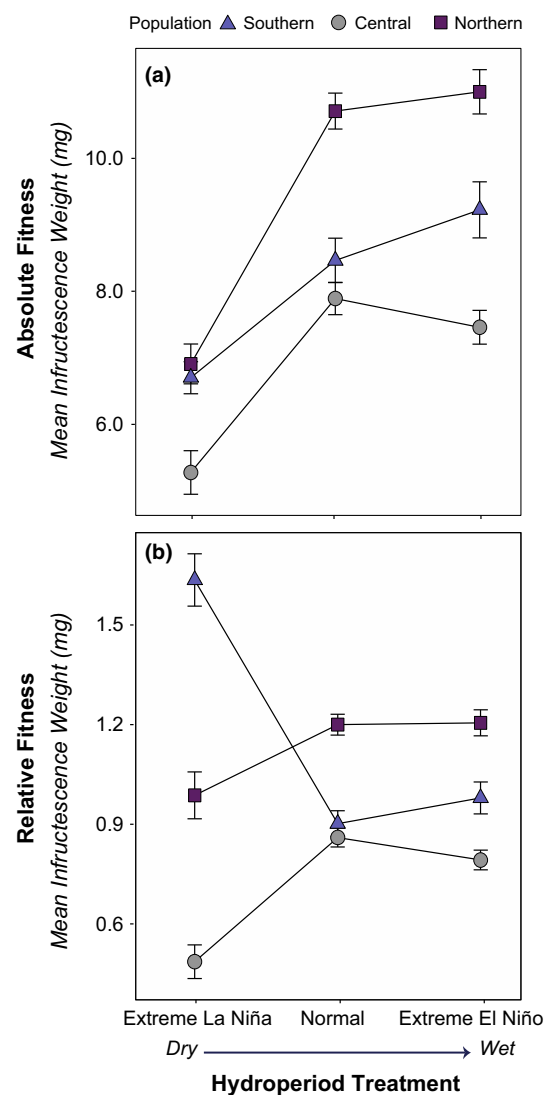 Population Southern Central Northern
(a)
10.0
8.0
6.0
Absolute Fitness
Mean Infructescence Weight (mg)
(b)
1.5
1.2
0.9
0.6
Relative Fitness
Mean Infructescence Weight (mg)
Extreme La Niña Normal Extreme El Niño
Dry Wet
Hydroperiod Treatment